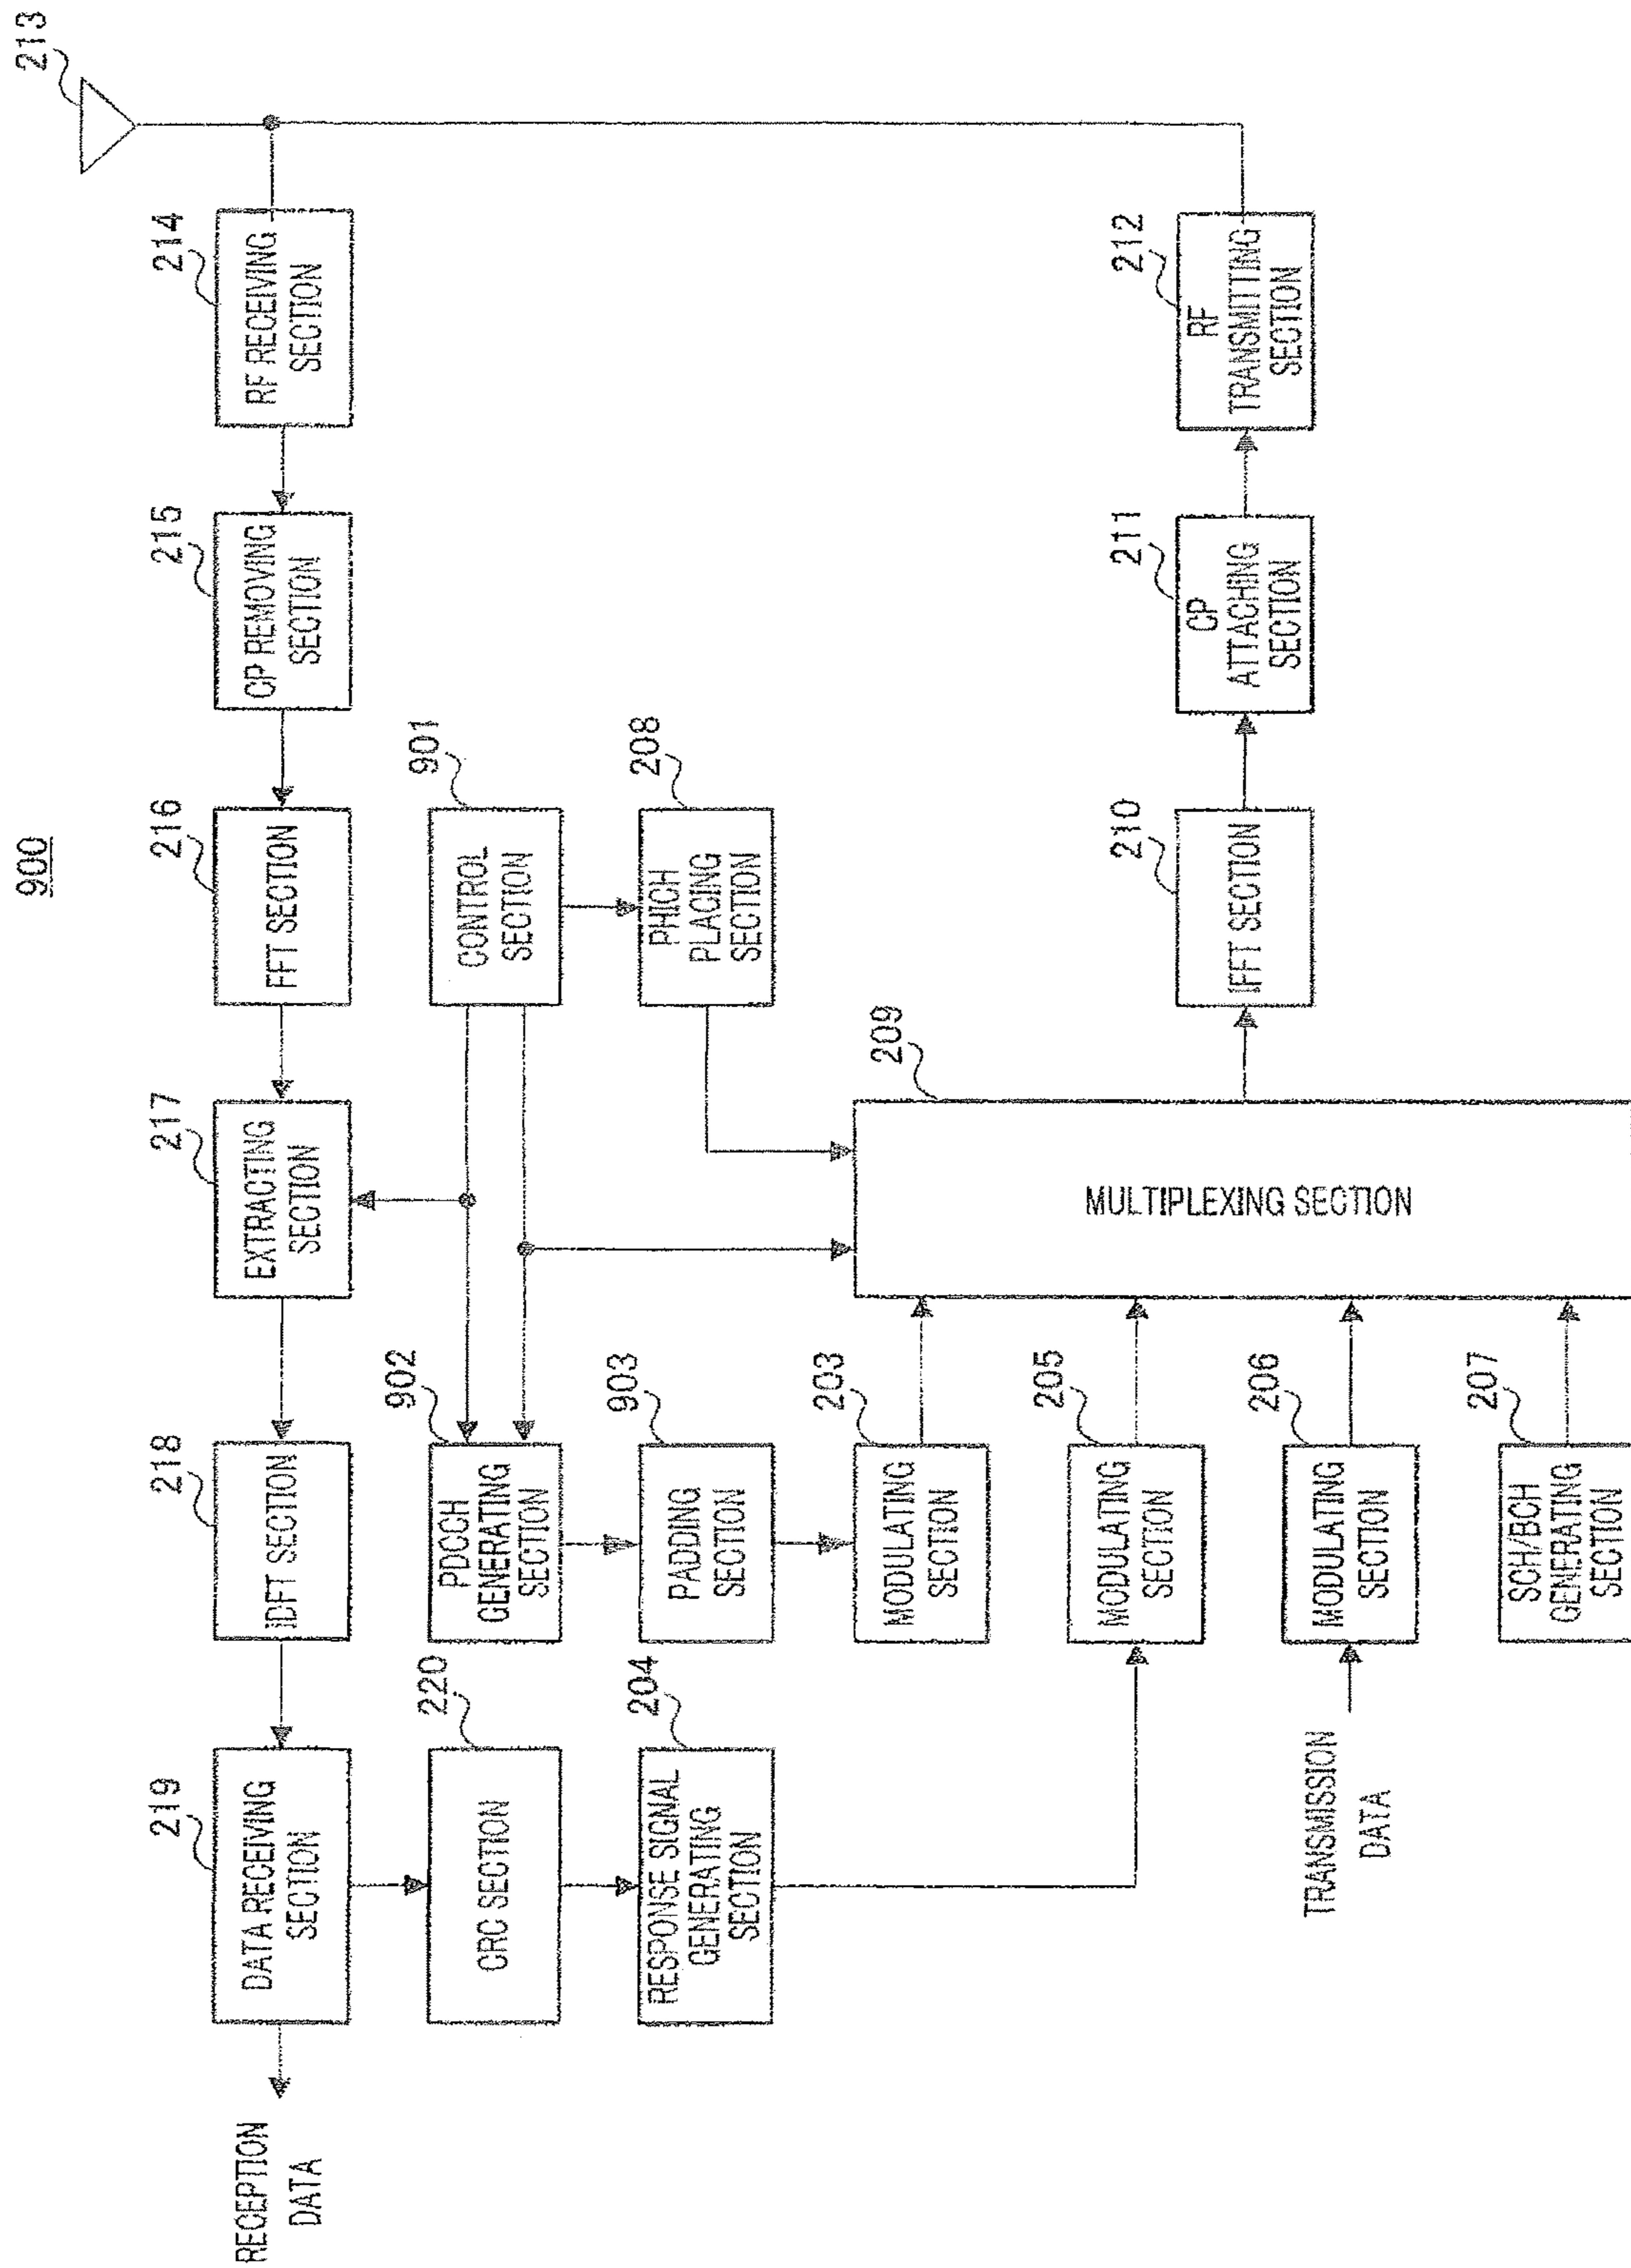 900
213
214
RF RECEIVING
SECTION
215
CP REMOVING
SECTION
216
FFT SECTION
217
EXTRACTING
SECTION
218
IDFT SECTION
219
DATA RECEIVING
SECTION
RECEPTION
DATA
901
CONTROL
SECTION
902
PDCCH
GENERATING
SECTION
220
CRC SECTION
208
PHICH
PLACING
SECTION
903
PADDING
SECTION
204
RESPONSE SIGNAL
GENERATING
SECTION
209
MULTIPLEXING SECTION
203
MODULATING
SECTION
205
MODULATING
SECTION
206
MODULATING
SECTION
TRANSMISSION
DATA
207
SCH/BCH
GENERATING
SECTION
210
IFFT SECTION
211
CP
ATTACHING
SECTION
212
RF
TRANSMITTING
SECTION